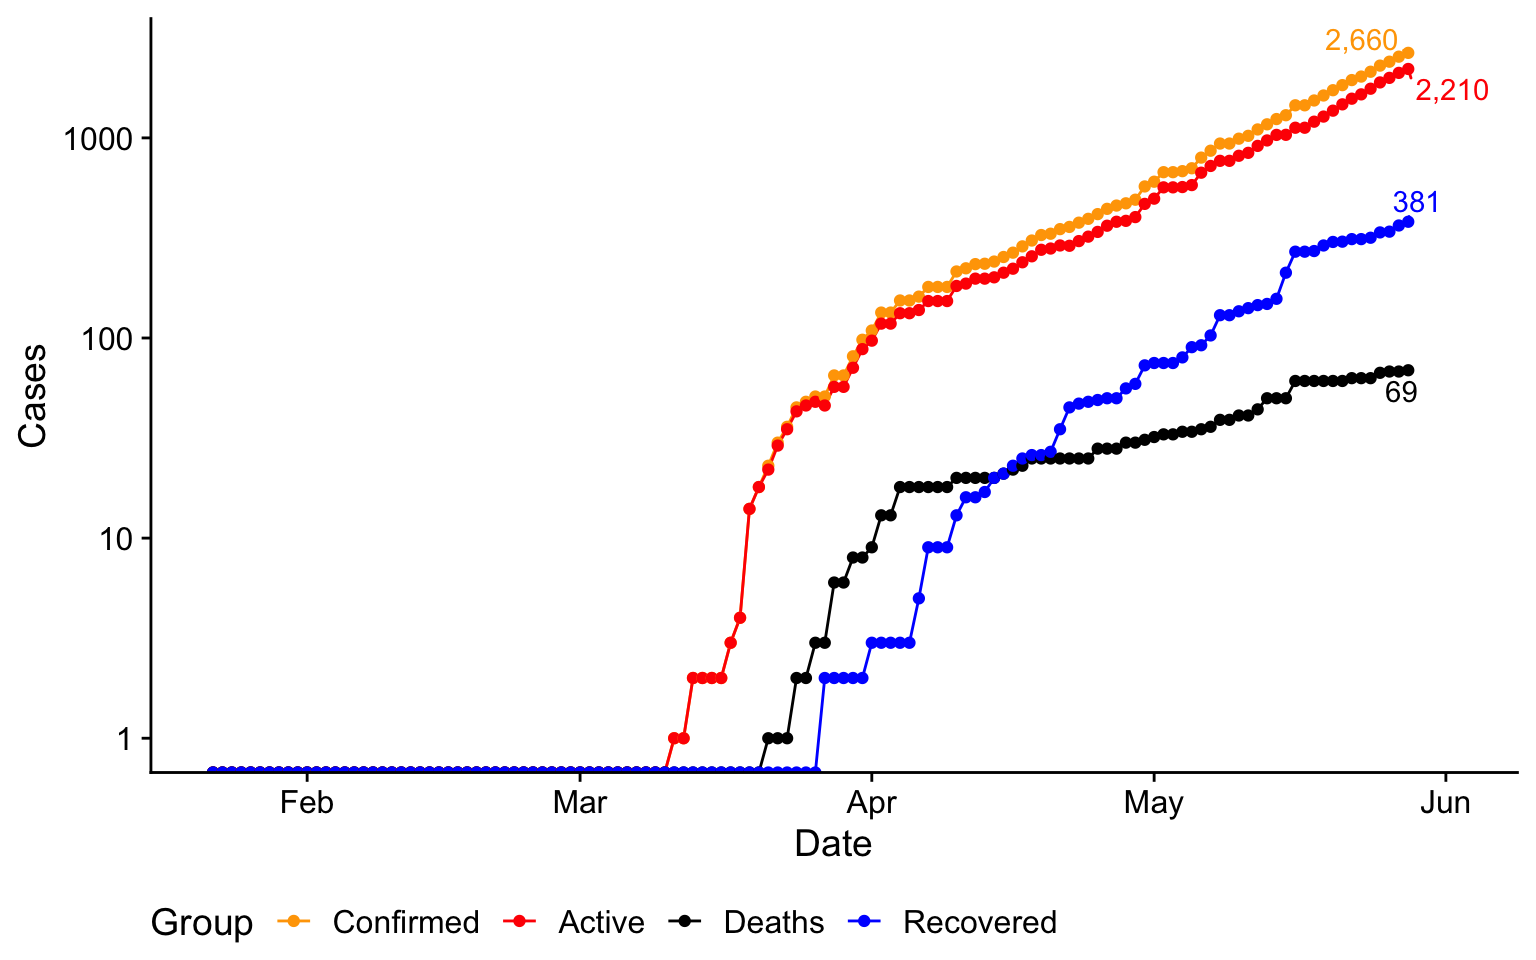 2,660
2,210
1000
381
100
69
10
1
Cases
Feb Mar Apr May Jun
Date
Group Confirmed Active Deaths Recovered